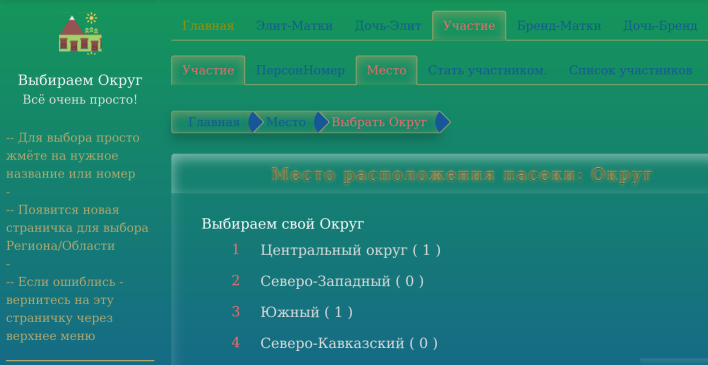 Выбираем Округ
Всё очень просто!
-- Для выбора просто
жмёте на нужное
название или номер
-
-- Появится новая
страничка для выбора
Региона/Области
-
-- Если ошиблись -
вернитесь на эту
страничку через
верхнее меню
Главная Элит-Матки Дочь-Элит Участие Бренд-Матки Дочь-Бренд
Участие ПерсонНомер Место Стать участником. Список участников
Главная Место Выбрать Округ
Место расположения пасеки: Округ
Выбираем свой Округ
1 Центральный округ ( 1 )
2 Северо-Западный ( 0 )
3 Южный ( 1 )
4 Северо-Кавказский ( 0 )